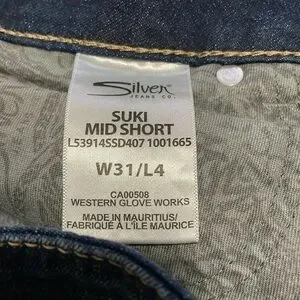 Silver
JEANS CO.
SUKI
MID SHORT
L53914SSD407 1001665
W31/L4
CA00508
WESTERN GLOVE WORKS
MADE IN MAURITIUS/
FABRIQUÉ À L'ÎLE MAURICE